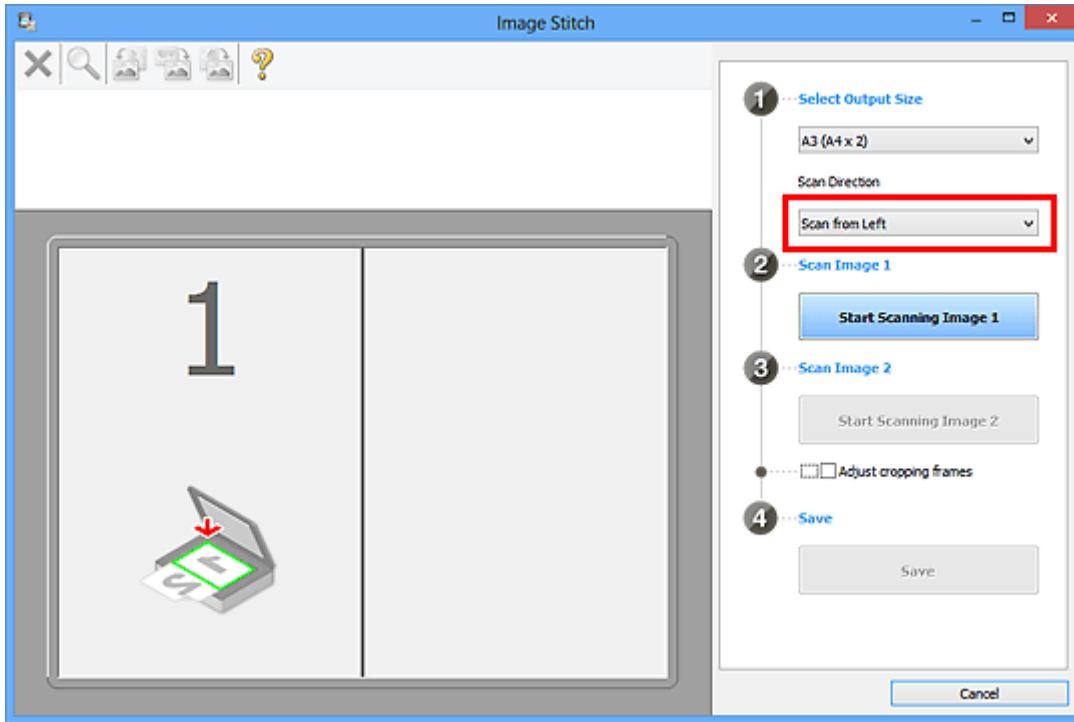 Image Stitch
1 Select Output Size
A3 (A4 x 2)
Scan Direction
Scan from Left
2 Scan Image 1
Start Scanning Image 1
3 Scan Image 2
Start Scanning Image 2
Adjust cropping frames
4 Save
Save
Cancel
1
1
2